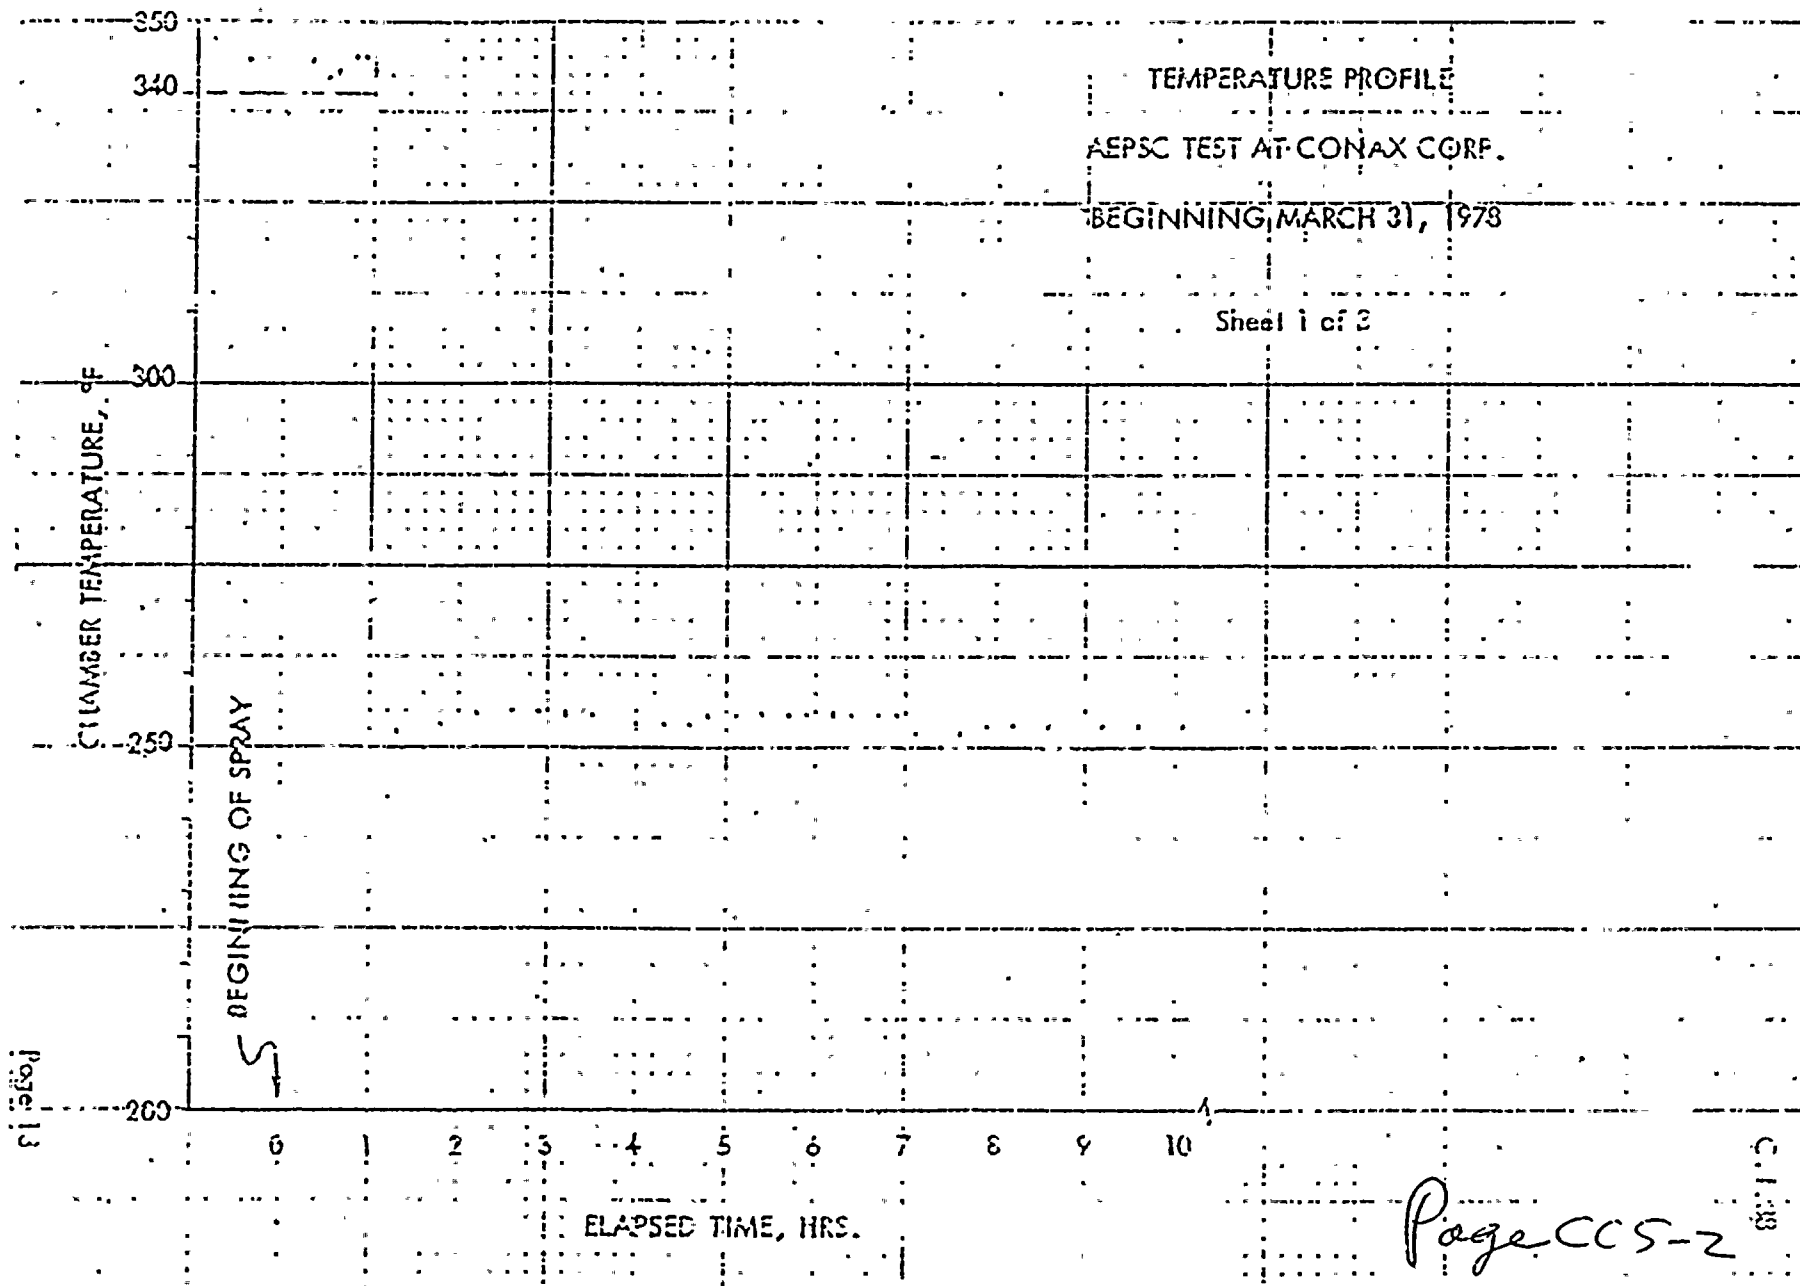 TEMPERATURE PROFILE
AEPSC TEST AT CONAX CORP.
BEGINNING MARCH 31, 1978
Sheet 1 of 3
CHAMBER TEMPERATURE, °F
350
340
300
250
200
BEGINNING OF SPRAY
0 1 2 3 4 5 6 7 8 9 10
ELAPSED TIME, HRS.
Page 13
Page CCS-2